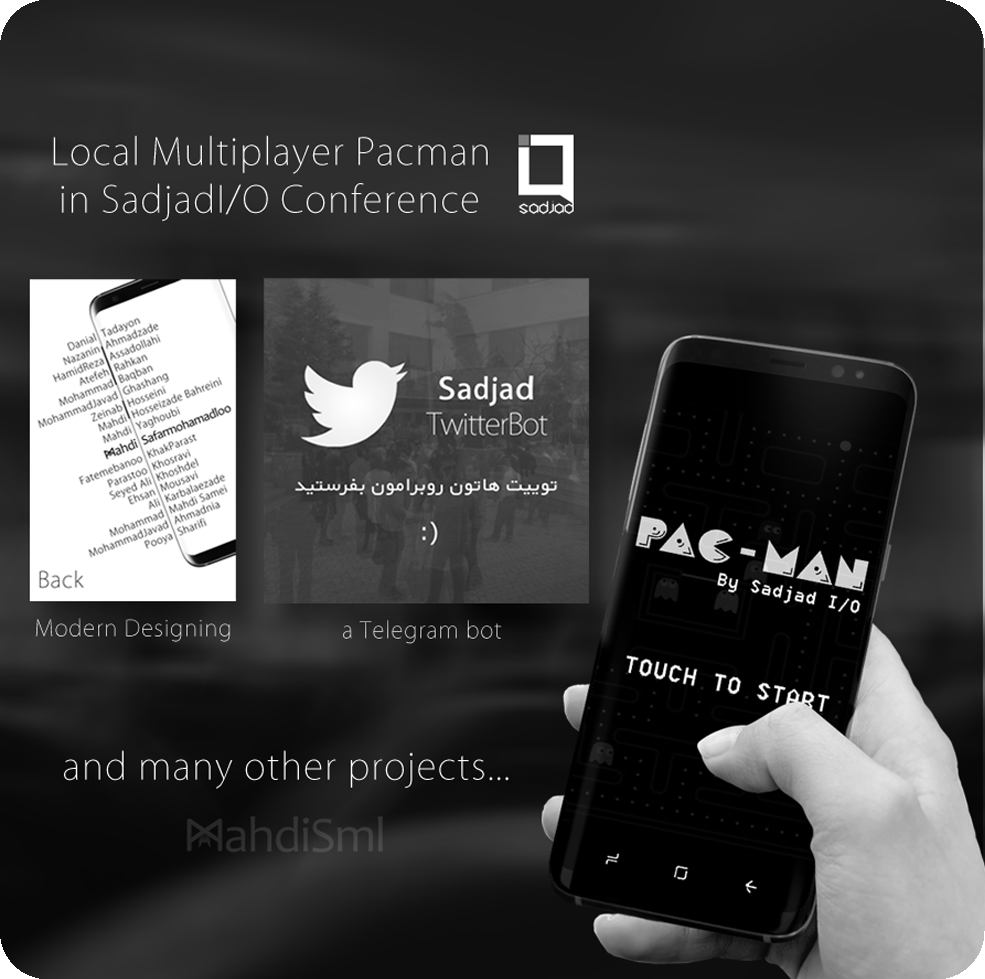 Local Multiplayer Pacman
in SadjadI/O Conference
sadjad
Danial Tadayon
Nazanin Ahmadzade
HamidReza Assadollahi
Atefeh Rahkan
Mohammad Baqban
MohammadJavad Ghashang
Zeinab Hosseini
Mahdi Hosseizade Bahreini
Mahdi Yaghoubi
Mahdi Safarmohamadloo
Fatemebanoo KhakParast
Parastoo Khosravi
Seyed Ali Khoshdel
Ehsan Mousavi
Ali Karbalaezade
Mohammad Mahdi Samei
MohammadJavad Ahmadnia
Pooya Sharifi
Back
Modern Designing
Sadjad
TwitterBot
توییت هاتون روبرامون بفرستید
:)
a Telegram bot
PAC-MAN
By Sadjad I/O
TOUCH TO START
and many other projects...
MahdiSml